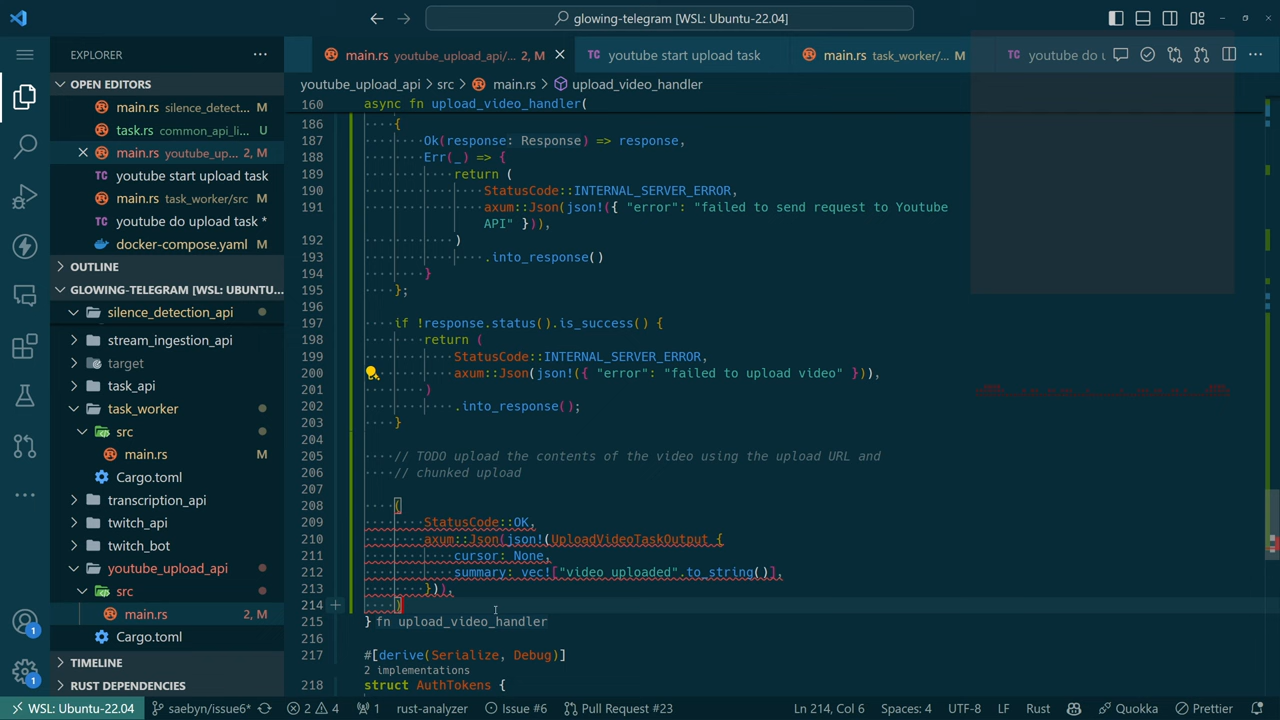 glowing-telegram [WSL: Ubuntu-22.04]
EXPLORER
main.rs youtube_upload_api/... 2, M
youtube start upload task
main.rs task_worker/... M
youtube do u
OPEN EDITORS
main.rs silence_detect... M
task.rs common_api_li... U
main.rs youtube_up... 2, M
youtube start upload task
main.rs task_worker/src M
youtube do upload task *
docker-compose.yaml M
OUTLINE
GLOWING-TELEGRAM [WSL: UBUNTU...
silence_detection_api
stream_ingestion_api
target
task_api
task_worker
src
main.rs M
Cargo.toml
transcription_api
twitch_api
twitch_bot
youtube_upload_api
src
main.rs 2, M
Cargo.toml
TIMELINE
RUST DEPENDENCIES
youtube_upload_api > src > main.rs > upload_video_handler
160 async fn upload_video_handler(
186 {
187 Ok(response: Response) => response,
188 Err(_) => {
189 return (
190 StatusCode::INTERNAL_SERVER_ERROR,
191 axum::Json(json!({ "error": "failed to send request to Youtube
API" })),
192 )
193 .into_response()
194 }
195 };
196
197 if !response.status().is_success() {
198 return (
199 StatusCode::INTERNAL_SERVER_ERROR,
200 axum::Json(json!({ "error": "failed to upload video" })),
201 )
202 .into_response();
203 }
204
205 // TODO upload the contents of the video using the upload URL and
206 // chunked upload
207
208 (
209 StatusCode::OK,
210 axum::Json(json!(UploadVideoTaskOutput {
211 cursor: None,
212 summary: vec!["video uploaded".to_string()],
213 })),
214 )
215 } fn upload_video_handler
216
217 #[derive(Serialize, Debug)]
2 implementations
218 struct AuthTokens {
1
1
WSL: Ubuntu-22.04 saebyn/issue6* 2 4 1 rust-analyzer Issue #6 Pull Request #23 Ln 214, Col 6 Spaces: 4 UTF-8 LF Rust Quokka Prettier